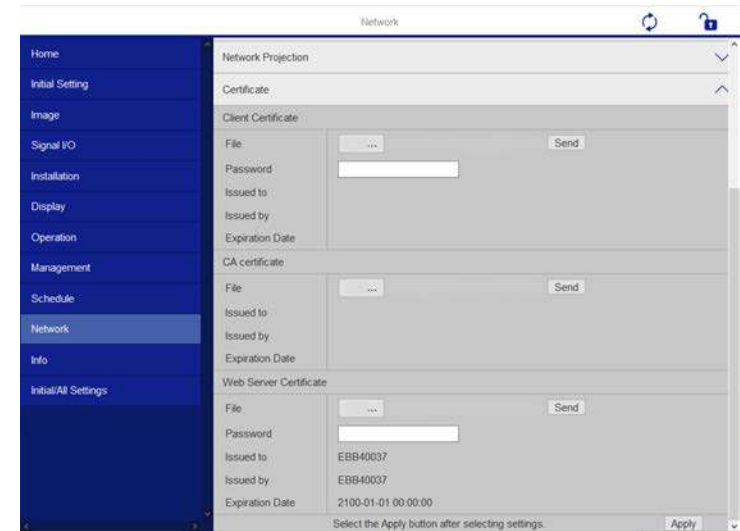 Network
Home
Initial Setting
Image
Signal I/O
Installation
Display
Operation
Management
Schedule
Network
Info
Initial/All Settings
Network Projection
Certificate
Client Certificate
File ... Send
Password
Issued to
Issued by
Expiration Date
CA certificate
File ... Send
Issued to
Issued by
Expiration Date
Web Server Certificate
File ... Send
Password
Issued to EBB40037
Issued by EBB40037
Expiration Date 2100-01-01 00:00:00
Select the Apply button after selecting settings. Apply